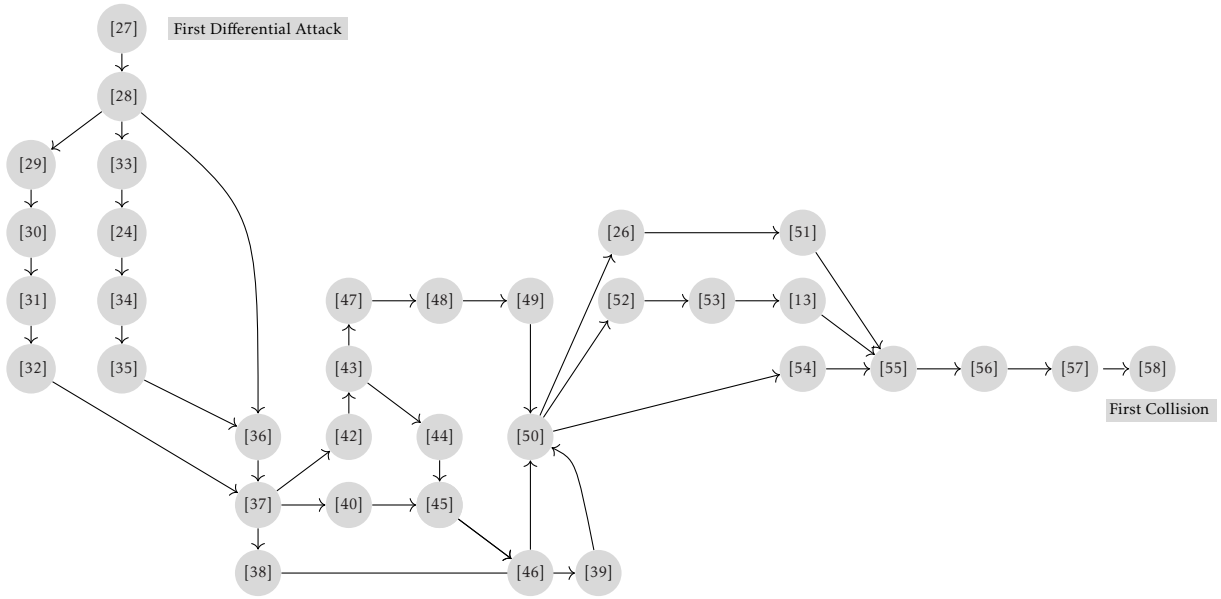 [27] First Differential Attack
[28]
[29] [33]
[30] [24] [26] [51]
[31] [34] [47] [48] [49] [52] [53] [13]
[32] [35] [43] [54] [55] [56] [57] [58]
First Collision
[36] [42] [44] [50]
[37] [40] [45]
[38] [46] [39]